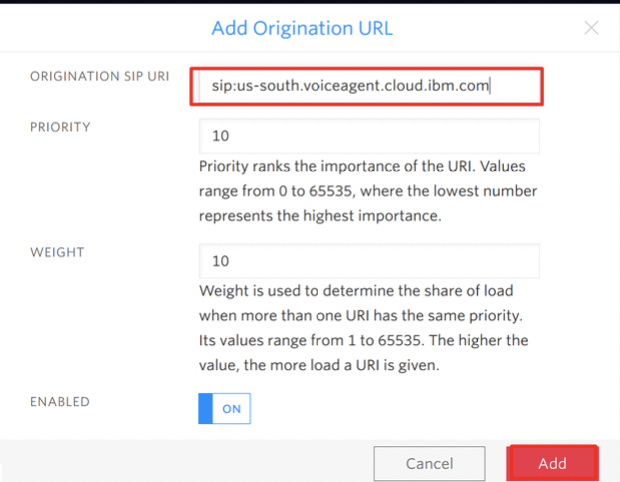 Add Origination URL
ORIGINATION SIP URI
sip:us-south.voiceagent.cloud.ibm.com
PRIORITY
10
Priority ranks the importance of the URI. Values
range from 0 to 65535, where the lowest number
represents the highest importance.
WEIGHT
10
Weight is used to determine the share of load
when more than one URI has the same priority.
Its values range from 1 to 65535. The higher the
value, the more load a URI is given.
ENABLED
ON
Cancel
Add